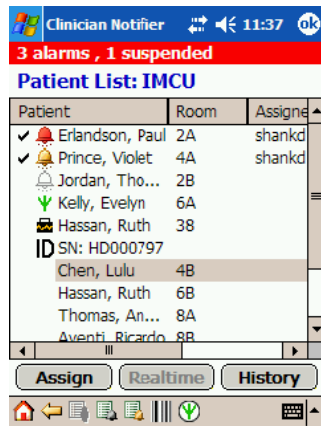 Clinician Notifier 11:37 ok
3 alarms , 1 suspended
Patient List: IMCU
Patient Room Assigne
Erlandson, Paul 2A shankd
Prince, Violet 4A shankd
Jordan, Tho... 2B
Kelly, Evelyn 6A
Hassan, Ruth 38
ID SN: HD000797
Chen, Lulu 4B
Hassan, Ruth 6B
Thomas, An... 8A
Aventi, Ricardo 8B
Assign Realtime History